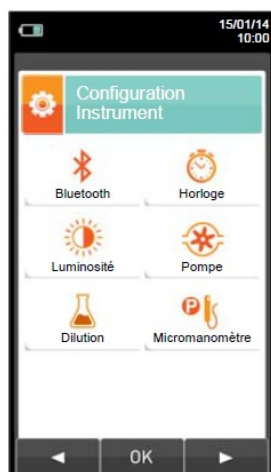 15/01/14
10:00
Configuration
Instrument
Bluetooth
Horloge
Luminosité
Pompe
Dilution
P
Micromanomètre
OK